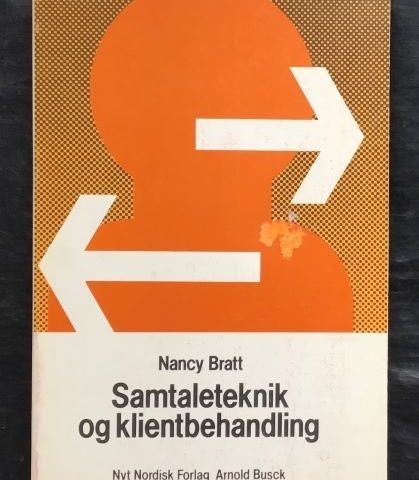 Nancy Bratt
Samtaleteknik
og klientbehandling
Nyt Nordisk Forlag Arnold Busck